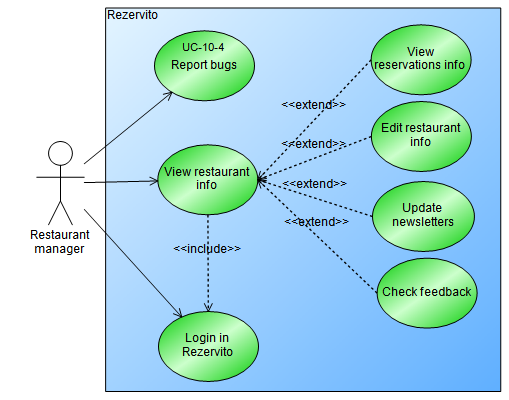 Rezervito
UC-10-4
Report bugs
View
reservations info
<<extend>>
Edit restaurant
info
<<extend>>
View restaurant
info
<<extend>>
Update
newsletters
<<extend>>
Restaurant
manager
<<include>>
Check feedback
Login in
Rezervito